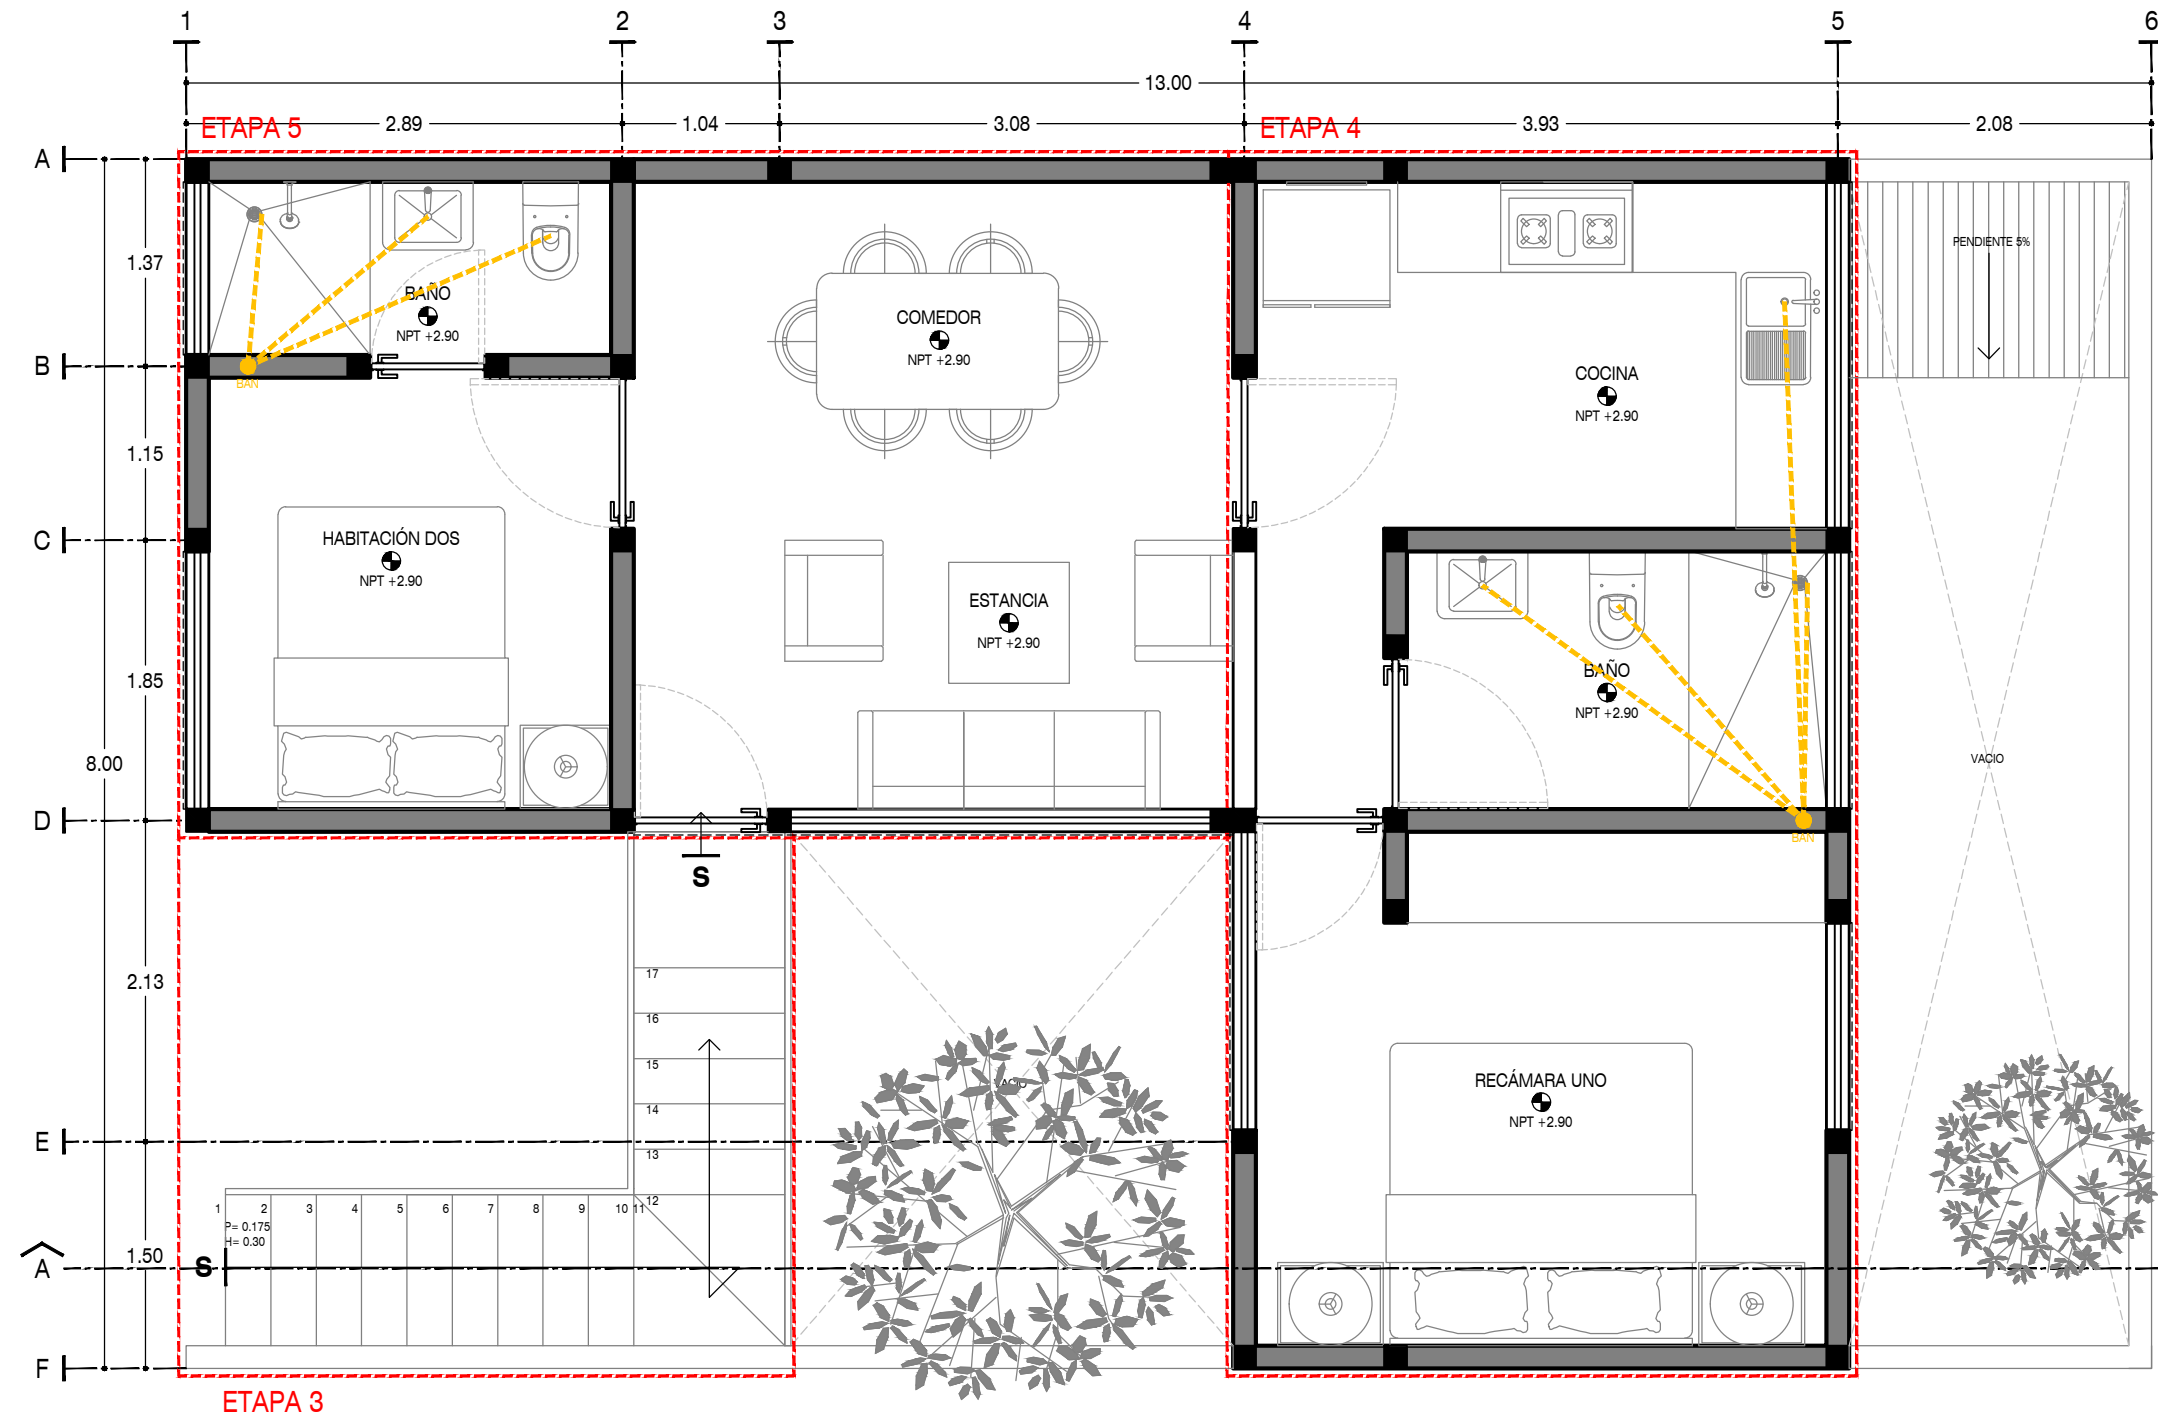 1 2 3 4 5 6
13.00
ETAPA 5 2.89 1.04 3.08 ETAPA 4 3.93 2.08
A
PENDIENTE 5%
1.37
BAÑO
NPT +2.90
COMEDOR
NPT +2.90
B
BAN
COCINA
NPT +2.90
1.15
HABITACIÓN DOS
NPT +2.90
C
ESTANCIA
NPT +2.90
1.85
BAÑO
NPT +2.90
8.00
VACIO
D
BAN
S
17
2.13
16
15
VACIO
RECÁMARA UNO
NPT +2.90
14
E
13
12
1 2 3 4 5 6 7 8 9 10 11
P= 0.175
H= 0.30
1.50
A
S
F
ETAPA 3